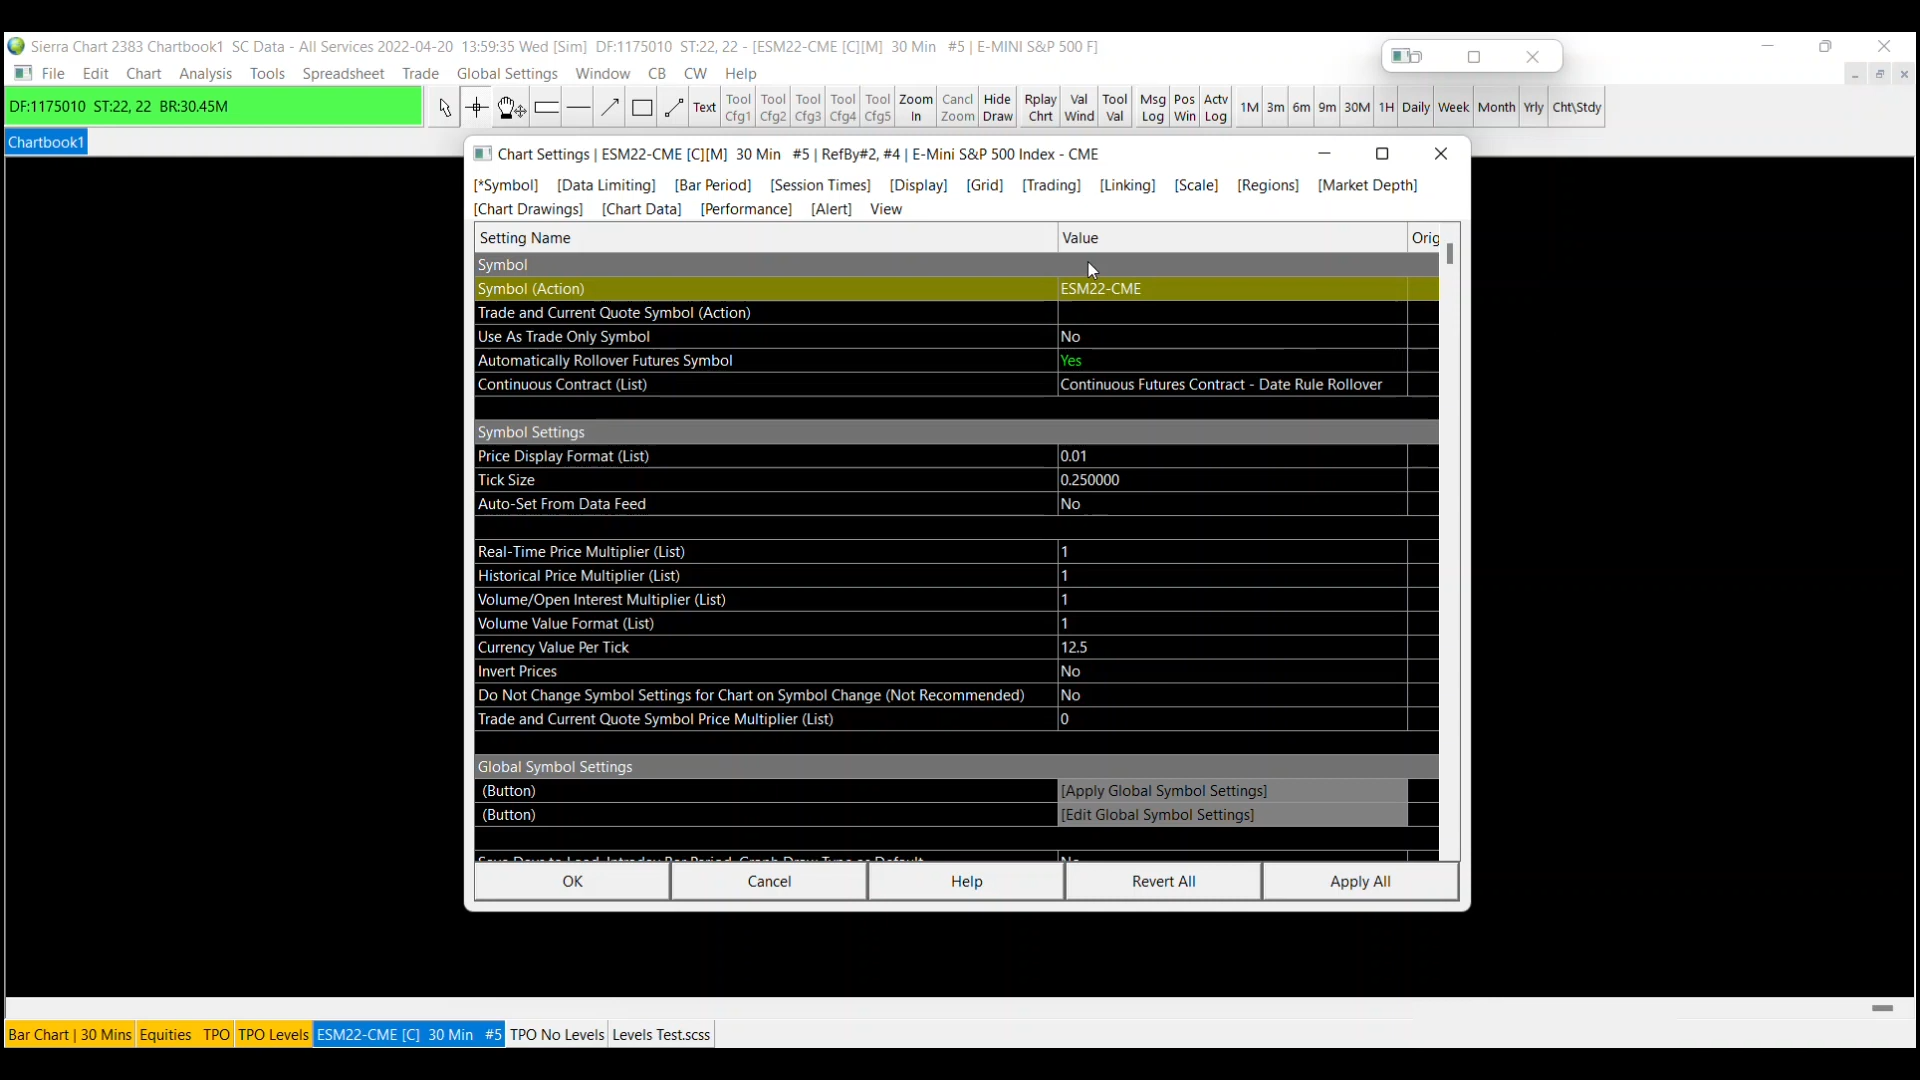 Sierra Chart 2383 Chartbook1 SC Data - All Services 2022-04-20 13:59:35 Wed [Sim] DF:1175010 ST:22, 22 - [ESM22-CME [C][M] 30 Min #5 | E-MINI S&P 500 F]
File Edit Chart Analysis Tools Spreadsheet Trade Global Settings Window CB CW Help
DF:1175010 ST:22, 22 BR:30.45M
Text
Tool Cfg1
Tool Cfg2
Tool Cfg3
Tool Cfg4
Tool Cfg5
Zoom In
Cancl Zoom
Hide Draw
Rplay Chrt
Val Wind
Tool Val
Msg Log
Pos Win
Actv Log
1M 3m 6m 9m 30M 1H Daily Week Month Yrly Cht\Stdy
Chartbook1
Chart Settings | ESM22-CME [C][M] 30 Min #5 | RefBy#2, #4 | E-Mini S&P 500 Index - CME
[*Symbol] [Data Limiting] [Bar Period] [Session Times] [Display] [Grid] [Trading] [Linking] [Scale] [Regions] [Market Depth]
[Chart Drawings] [Chart Data] [Performance] [Alert] View
Setting Name Value Orig
Symbol
Symbol (Action) ESM22-CME
Trade and Current Quote Symbol (Action)
Use As Trade Only Symbol No
Automatically Rollover Futures Symbol Yes
Continuous Contract (List) Continuous Futures Contract - Date Rule Rollover
Symbol Settings
Price Display Format (List) 0.01
Tick Size 0.250000
Auto-Set From Data Feed No
Real-Time Price Multiplier (List) 1
Historical Price Multiplier (List) 1
Volume/Open Interest Multiplier (List) 1
Volume Value Format (List) 1
Currency Value Per Tick 12.5
Invert Prices No
Do Not Change Symbol Settings for Chart on Symbol Change (Not Recommended) No
Trade and Current Quote Symbol Price Multiplier (List) 0
Global Symbol Settings
(Button) [Apply Global Symbol Settings]
(Button) [Edit Global Symbol Settings]
OK Cancel Help Revert All Apply All
Bar Chart | 30 Mins Equities TPO TPO Levels ESM22-CME [C] 30 Min #5 TPO No Levels Levels Test.scss